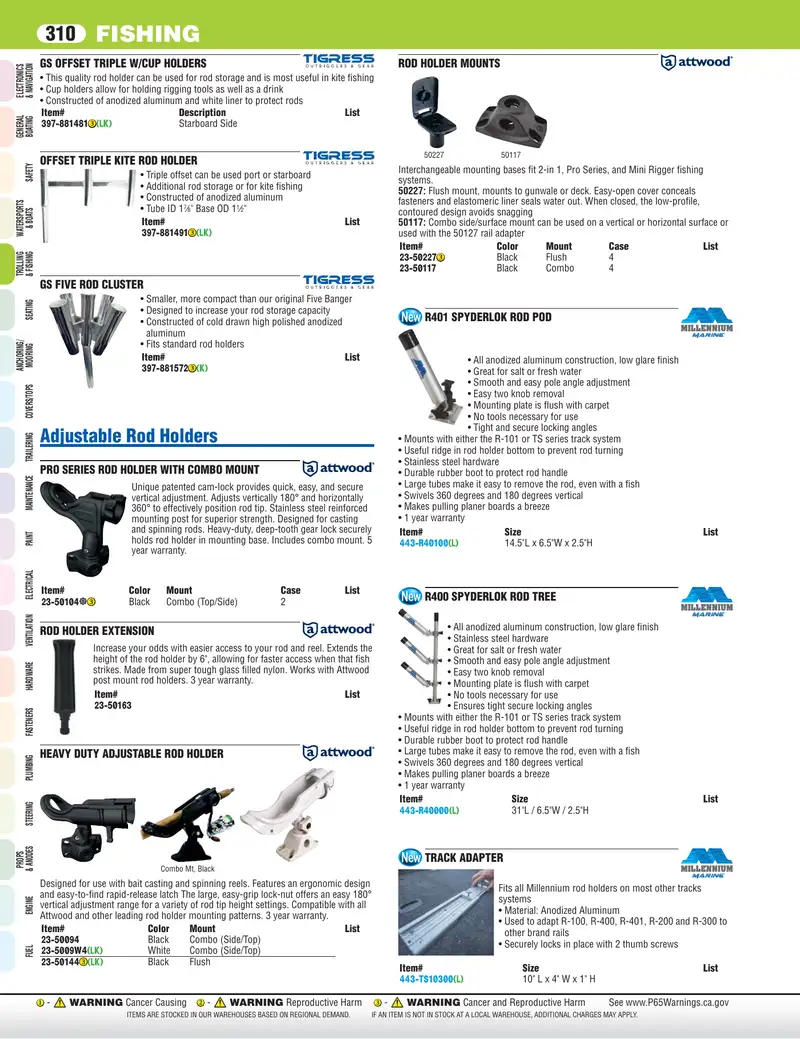 310 FISHING
ELECTRONICS
& NAVIGATION
GENERAL
BOATING
SAFETY
WATERSPORTS
& BOATS
TROLLING
& FISHING
SEATING
ANCHORING/
MOORING
COVERS/TOPS
TRAILERING
MAINTENANCE
PAINT
ELECTRICAL
VENTILATION
HARDWARE
FASTENERS
PLUMBING
STEERING
PROPS
& ANODES
ENGINE
FUEL
GS OFFSET TRIPLE W/CUP HOLDERS
TIGRESS
OUTRIGGERS & GEAR
• This quality rod holder can be used for rod storage and is most useful in kite fishing
• Cup holders allow for holding rigging tools as well as a drink
• Constructed of anodized aluminum and white liner to protect rods
Item# Description List
397-881481 3 (LK) Starboard Side
OFFSET TRIPLE KITE ROD HOLDER
TIGRESS
OUTRIGGERS & GEAR
• Triple offset can be used port or starboard
• Additional rod storage or for kite fishing
• Constructed of anodized aluminum
• Tube ID 1⅞" Base OD 1½"
Item# List
397-881491 3 (LK)
GS FIVE ROD CLUSTER
TIGRESS
OUTRIGGERS & GEAR
• Smaller, more compact than our original Five Banger
• Designed to increase your rod storage capacity
• Constructed of cold drawn high polished anodized
aluminum
• Fits standard rod holders
Item# List
397-881572 3 (K)
Adjustable Rod Holders
PRO SERIES ROD HOLDER WITH COMBO MOUNT
attwood
Unique patented cam-lock provides quick, easy, and secure
vertical adjustment. Adjusts vertically 180° and horizontally
360° to effectively position rod tip. Stainless steel reinforced
mounting post for superior strength. Designed for casting
and spinning rods. Heavy-duty, deep-tooth gear lock securely
holds rod holder in mounting base. Includes combo mount. 5
year warranty.
Item# Color Mount Case List
23-50104 3 Black Combo (Top/Side) 2
ROD HOLDER EXTENSION
attwood
Increase your odds with easier access to your rod and reel. Extends the
height of the rod holder by 6", allowing for faster access when that fish
strikes. Made from super tough glass filled nylon. Works with Attwood
post mount rod holders. 3 year warranty.
Item# List
23-50163
HEAVY DUTY ADJUSTABLE ROD HOLDER
attwood
Combo Mt, Black
Designed for use with bait casting and spinning reels. Features an ergonomic design
and easy-to-find rapid-release latch The large, easy-grip lock-nut offers an easy 180°
vertical adjustment range for a variety of rod tip height settings. Compatible with all
Attwood and other leading rod holder mounting patterns. 3 year warranty.
Item# Color Mount List
23-50094 Black Combo (Side/Top)
23-5009W4(LK) White Combo (Side/Top)
23-50144 3 (LK) Black Flush
ROD HOLDER MOUNTS
attwood
50227 50117
Interchangeable mounting bases fit 2-in 1, Pro Series, and Mini Rigger fishing
systems.
50227: Flush mount, mounts to gunwale or deck. Easy-open cover conceals
fasteners and elastomeric liner seals water out. When closed, the low-profile,
contoured design avoids snagging
50117: Combo side/surface mount can be used on a vertical or horizontal surface or
used with the 50127 rail adapter
Item# Color Mount Case List
23-50227 3 Black Flush 4
23-50117 Black Combo 4
New R401 SPYDERLOK ROD POD
MILLENNIUM
MARINE
• All anodized aluminum construction, low glare finish
• Great for salt or fresh water
• Smooth and easy pole angle adjustment
• Easy two knob removal
• Mounting plate is flush with carpet
• No tools necessary for use
• Tight and secure locking angles
• Mounts with either the R-101 or TS series track system
• Useful ridge in rod holder bottom to prevent rod turning
• Stainless steel hardware
• Durable rubber boot to protect rod handle
• Large tubes make it easy to remove the rod, even with a fish
• Swivels 360 degrees and 180 degrees vertical
• Makes pulling planer boards a breeze
• 1 year warranty
Item# Size List
443-R40100(L) 14.5"L x 6.5"W x 2.5"H
New R400 SPYDERLOK ROD TREE
MILLENNIUM
MARINE
• All anodized aluminum construction, low glare finish
• Stainless steel hardware
• Great for salt or fresh water
• Smooth and easy pole angle adjustment
• Easy two knob removal
• Mounting plate is flush with carpet
• No tools necessary for use
• Ensures tight secure locking angles
• Mounts with either the R-101 or TS series track system
• Useful ridge in rod holder bottom to prevent rod turning
• Durable rubber boot to protect rod handle
• Large tubes make it easy to remove the rod, even with a fish
• Swivels 360 degrees and 180 degrees vertical
• Makes pulling planer boards a breeze
• 1 year warranty
Item# Size List
443-R40000(L) 31"L / 6.5"W / 2.5"H
New TRACK ADAPTER
MILLENNIUM
MARINE
Fits all Millennium rod holders on most other tracks
systems
• Material: Anodized Aluminum
• Used to adapt R-100, R-400, R-401, R-200 and R-300 to
other brand rails
• Securely locks in place with 2 thumb screws
Item# Size List
443-TS10300(L) 10" L x 4" W x 1" H
1 - WARNING Cancer Causing 2 - WARNING Reproductive Harm 3 - WARNING Cancer and Reproductive Harm See www.P65Warnings.ca.gov
ITEMS ARE STOCKED IN OUR WAREHOUSES BASED ON REGIONAL DEMAND. IF AN ITEM IS NOT IN STOCK AT A LOCAL WAREHOUSE, ADDITIONAL CHARGES MAY APPLY.